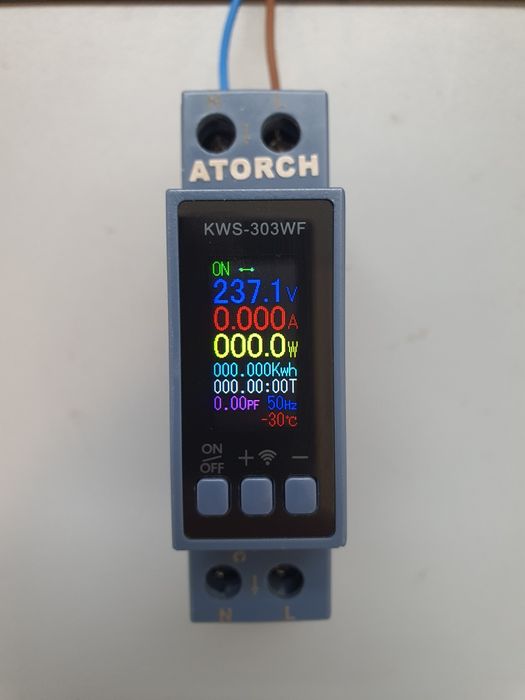 N L
ATORCH
KWS-303WF
ON
237.1V
0.000A
000.0W
000.000Kwh
000.00:00T
0.00PF 50Hz
-30°C
ON
OFF
+ −
N L